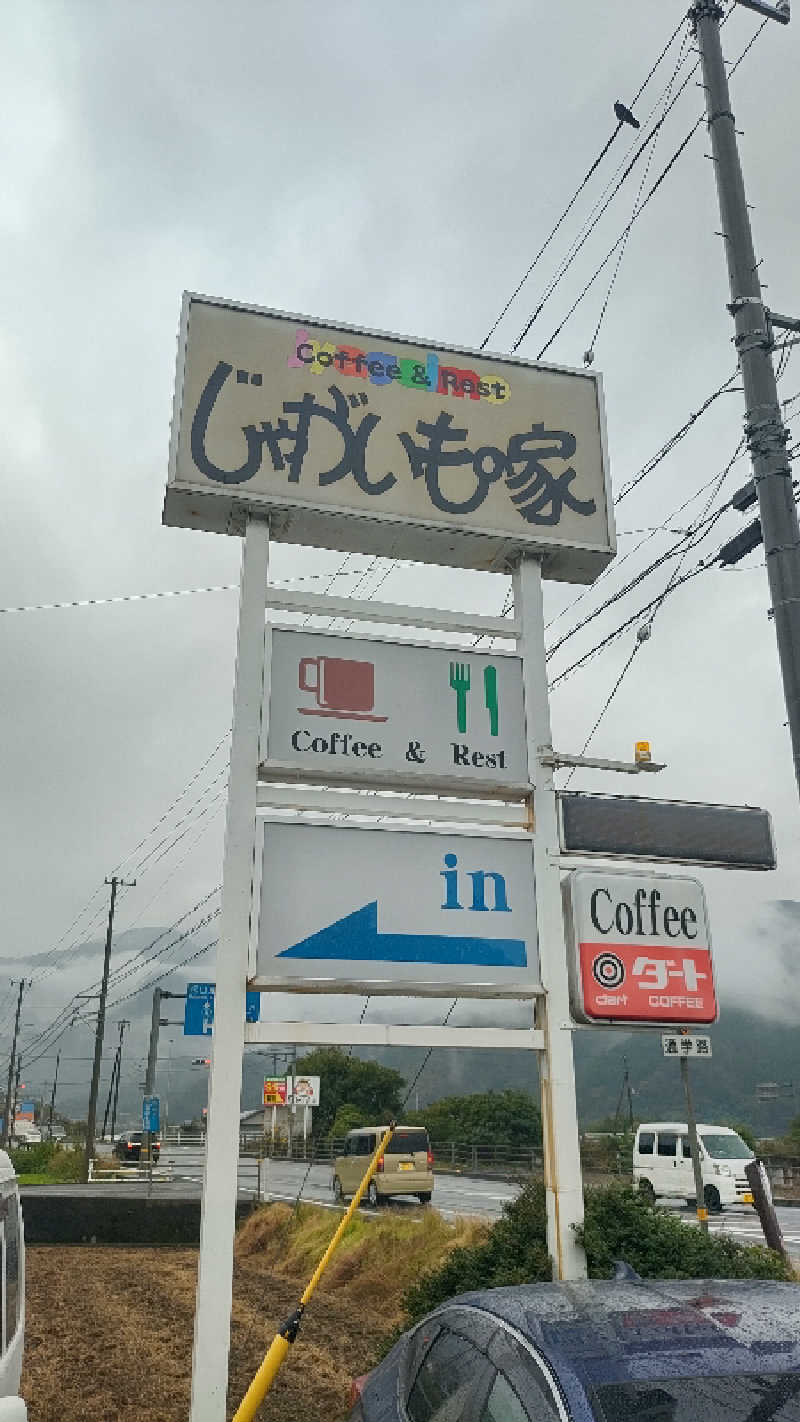 Coffee & Rest
じゃがいも家
Coffee & Rest
in
Coffee
ダート
dart COFFEE
通学路